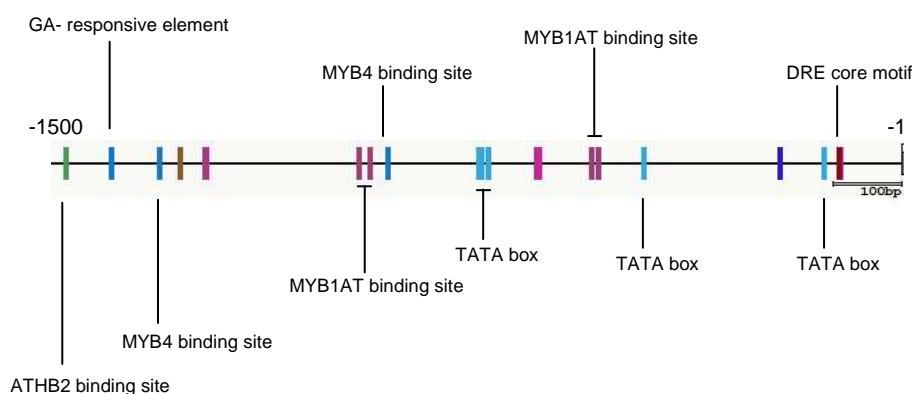 GA- responsive element
MYB1AT binding site
MYB4 binding site
DRE core motif
-1500
-1
100bp
TATA box
TATA box
TATA box
MYB1AT binding site
MYB4 binding site
ATHB2 binding site